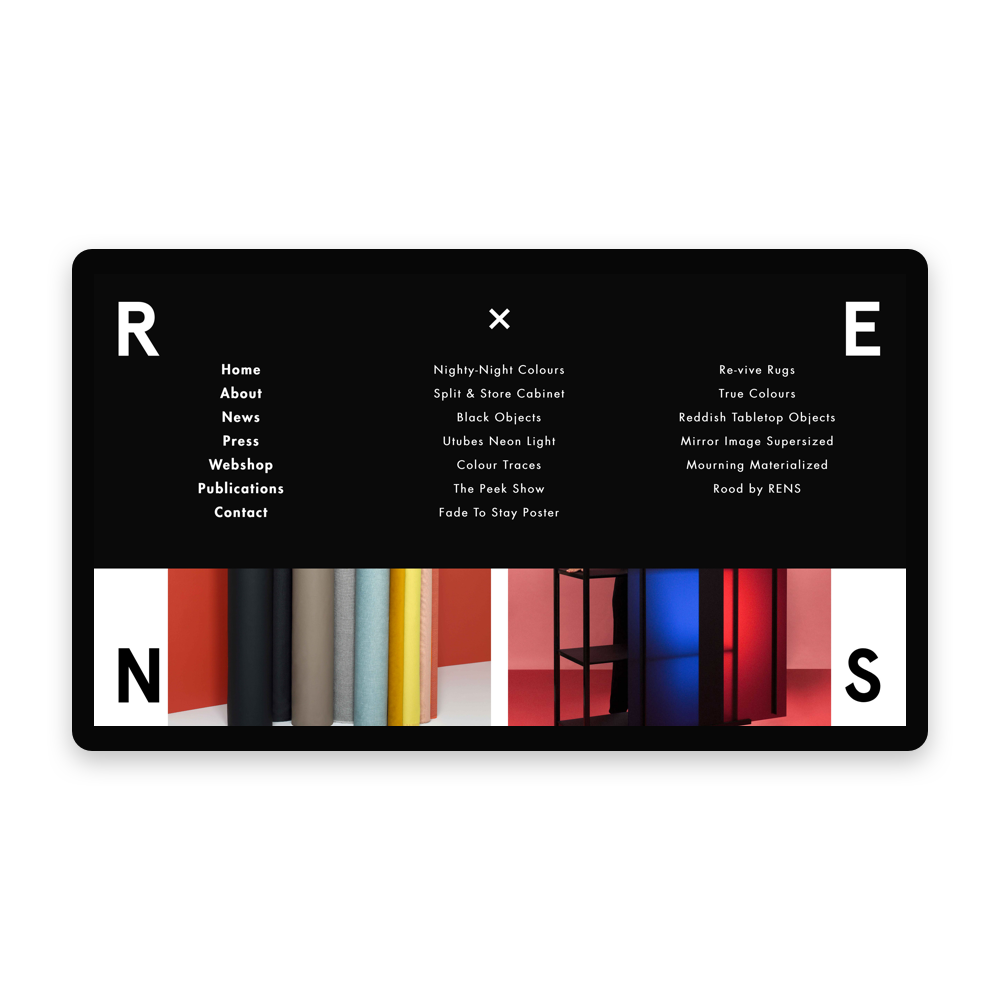 R
×
E
Home
About
News
Press
Webshop
Publications
Contact
Nighty-Night Colours
Split & Store Cabinet
Black Objects
Utubes Neon Light
Colour Traces
The Peek Show
Fade To Stay Poster
Re-vive Rugs
True Colours
Reddish Tabletop Objects
Mirror Image Supersized
Mourning Materialized
Rood by RENS
N
S